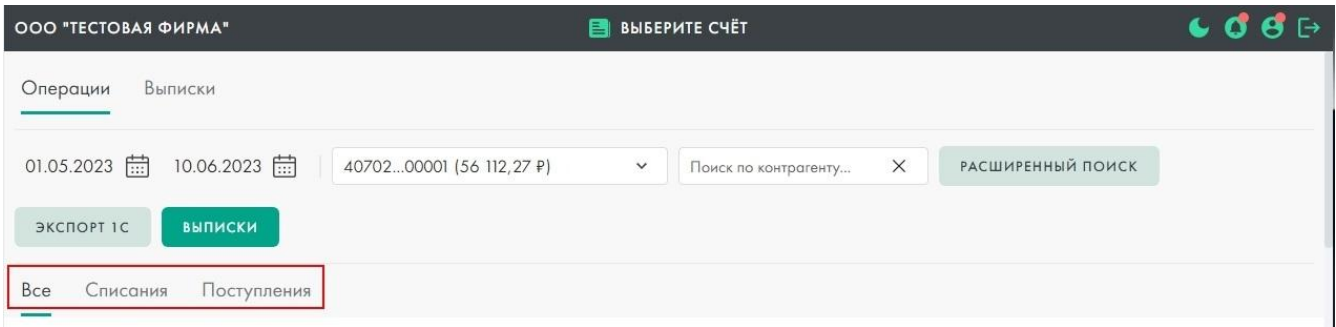 ООО "ТЕСТОВАЯ ФИРМА" ВЫБЕРИТЕ СЧЁТ
Операции Выписки
01.05.2023 10.06.2023 40702...00001 (56 112,27 ₽) Поиск по контрагенту... РАСШИРЕННЫЙ ПОИСК
ЭКСПОРТ 1С ВЫПИСКИ
Все Списания Поступления